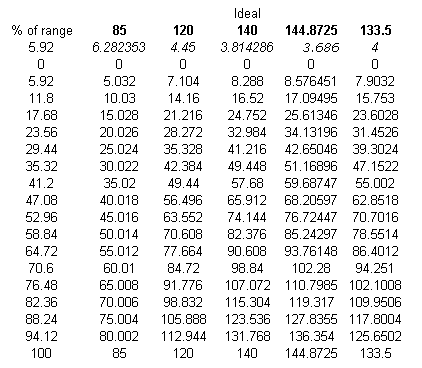 Ideal
% of range 85 120 140 144.8725 133.5
5.92 6.282353 4.45 3.814286 3.686 4
0 0 0 0 0 0
5.92 5.032 7.104 8.288 8.576451 7.9032
11.8 10.03 14.16 16.52 17.09495 15.753
17.68 15.028 21.216 24.752 25.61346 23.6028
23.56 20.026 28.272 32.984 34.13196 31.4526
29.44 25.024 35.328 41.216 42.65046 39.3024
35.32 30.022 42.384 49.448 51.16896 47.1522
41.2 35.02 49.44 57.68 59.68747 55.002
47.08 40.018 56.496 65.912 68.20597 62.8518
52.96 45.016 63.552 74.144 76.72447 70.7016
58.84 50.014 70.608 82.376 85.24297 78.5514
64.72 55.012 77.664 90.608 93.76148 86.4012
70.6 60.01 84.72 98.84 102.28 94.251
76.48 65.008 91.776 107.072 110.7985 102.1008
82.36 70.006 98.832 115.304 119.317 109.9506
88.24 75.004 105.888 123.536 127.8355 117.8004
94.12 80.002 112.944 131.768 136.354 125.6502
100 85 120 140 144.8725 133.5